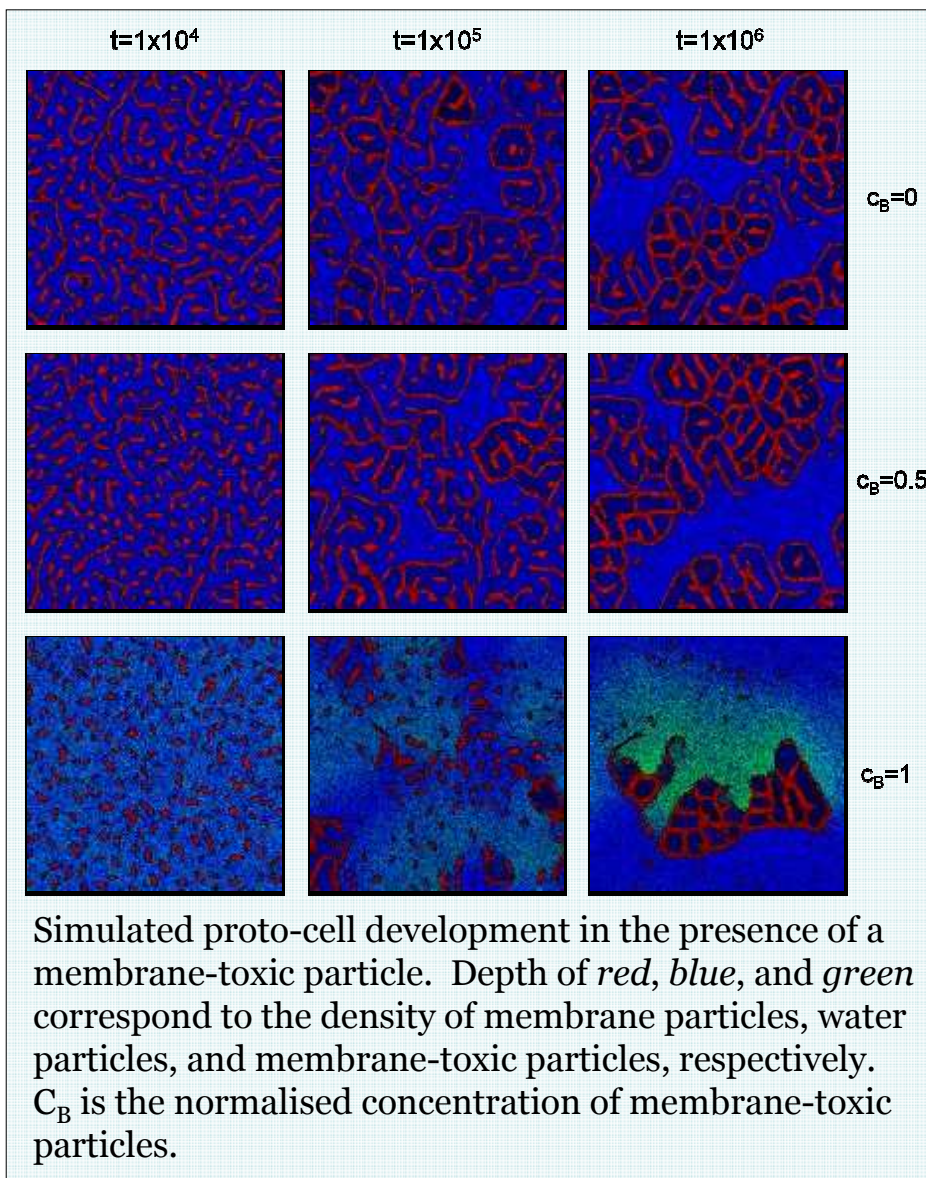 t=1x10⁴ t=1x10⁵ t=1x10⁶
c_B=0
c_B=0.5
c_B=1
Simulated proto-cell development in the presence of a
membrane-toxic particle. Depth of red, blue, and green
correspond to the density of membrane particles, water
particles, and membrane-toxic particles, respectively.
C_B is the normalised concentration of membrane-toxic
particles.